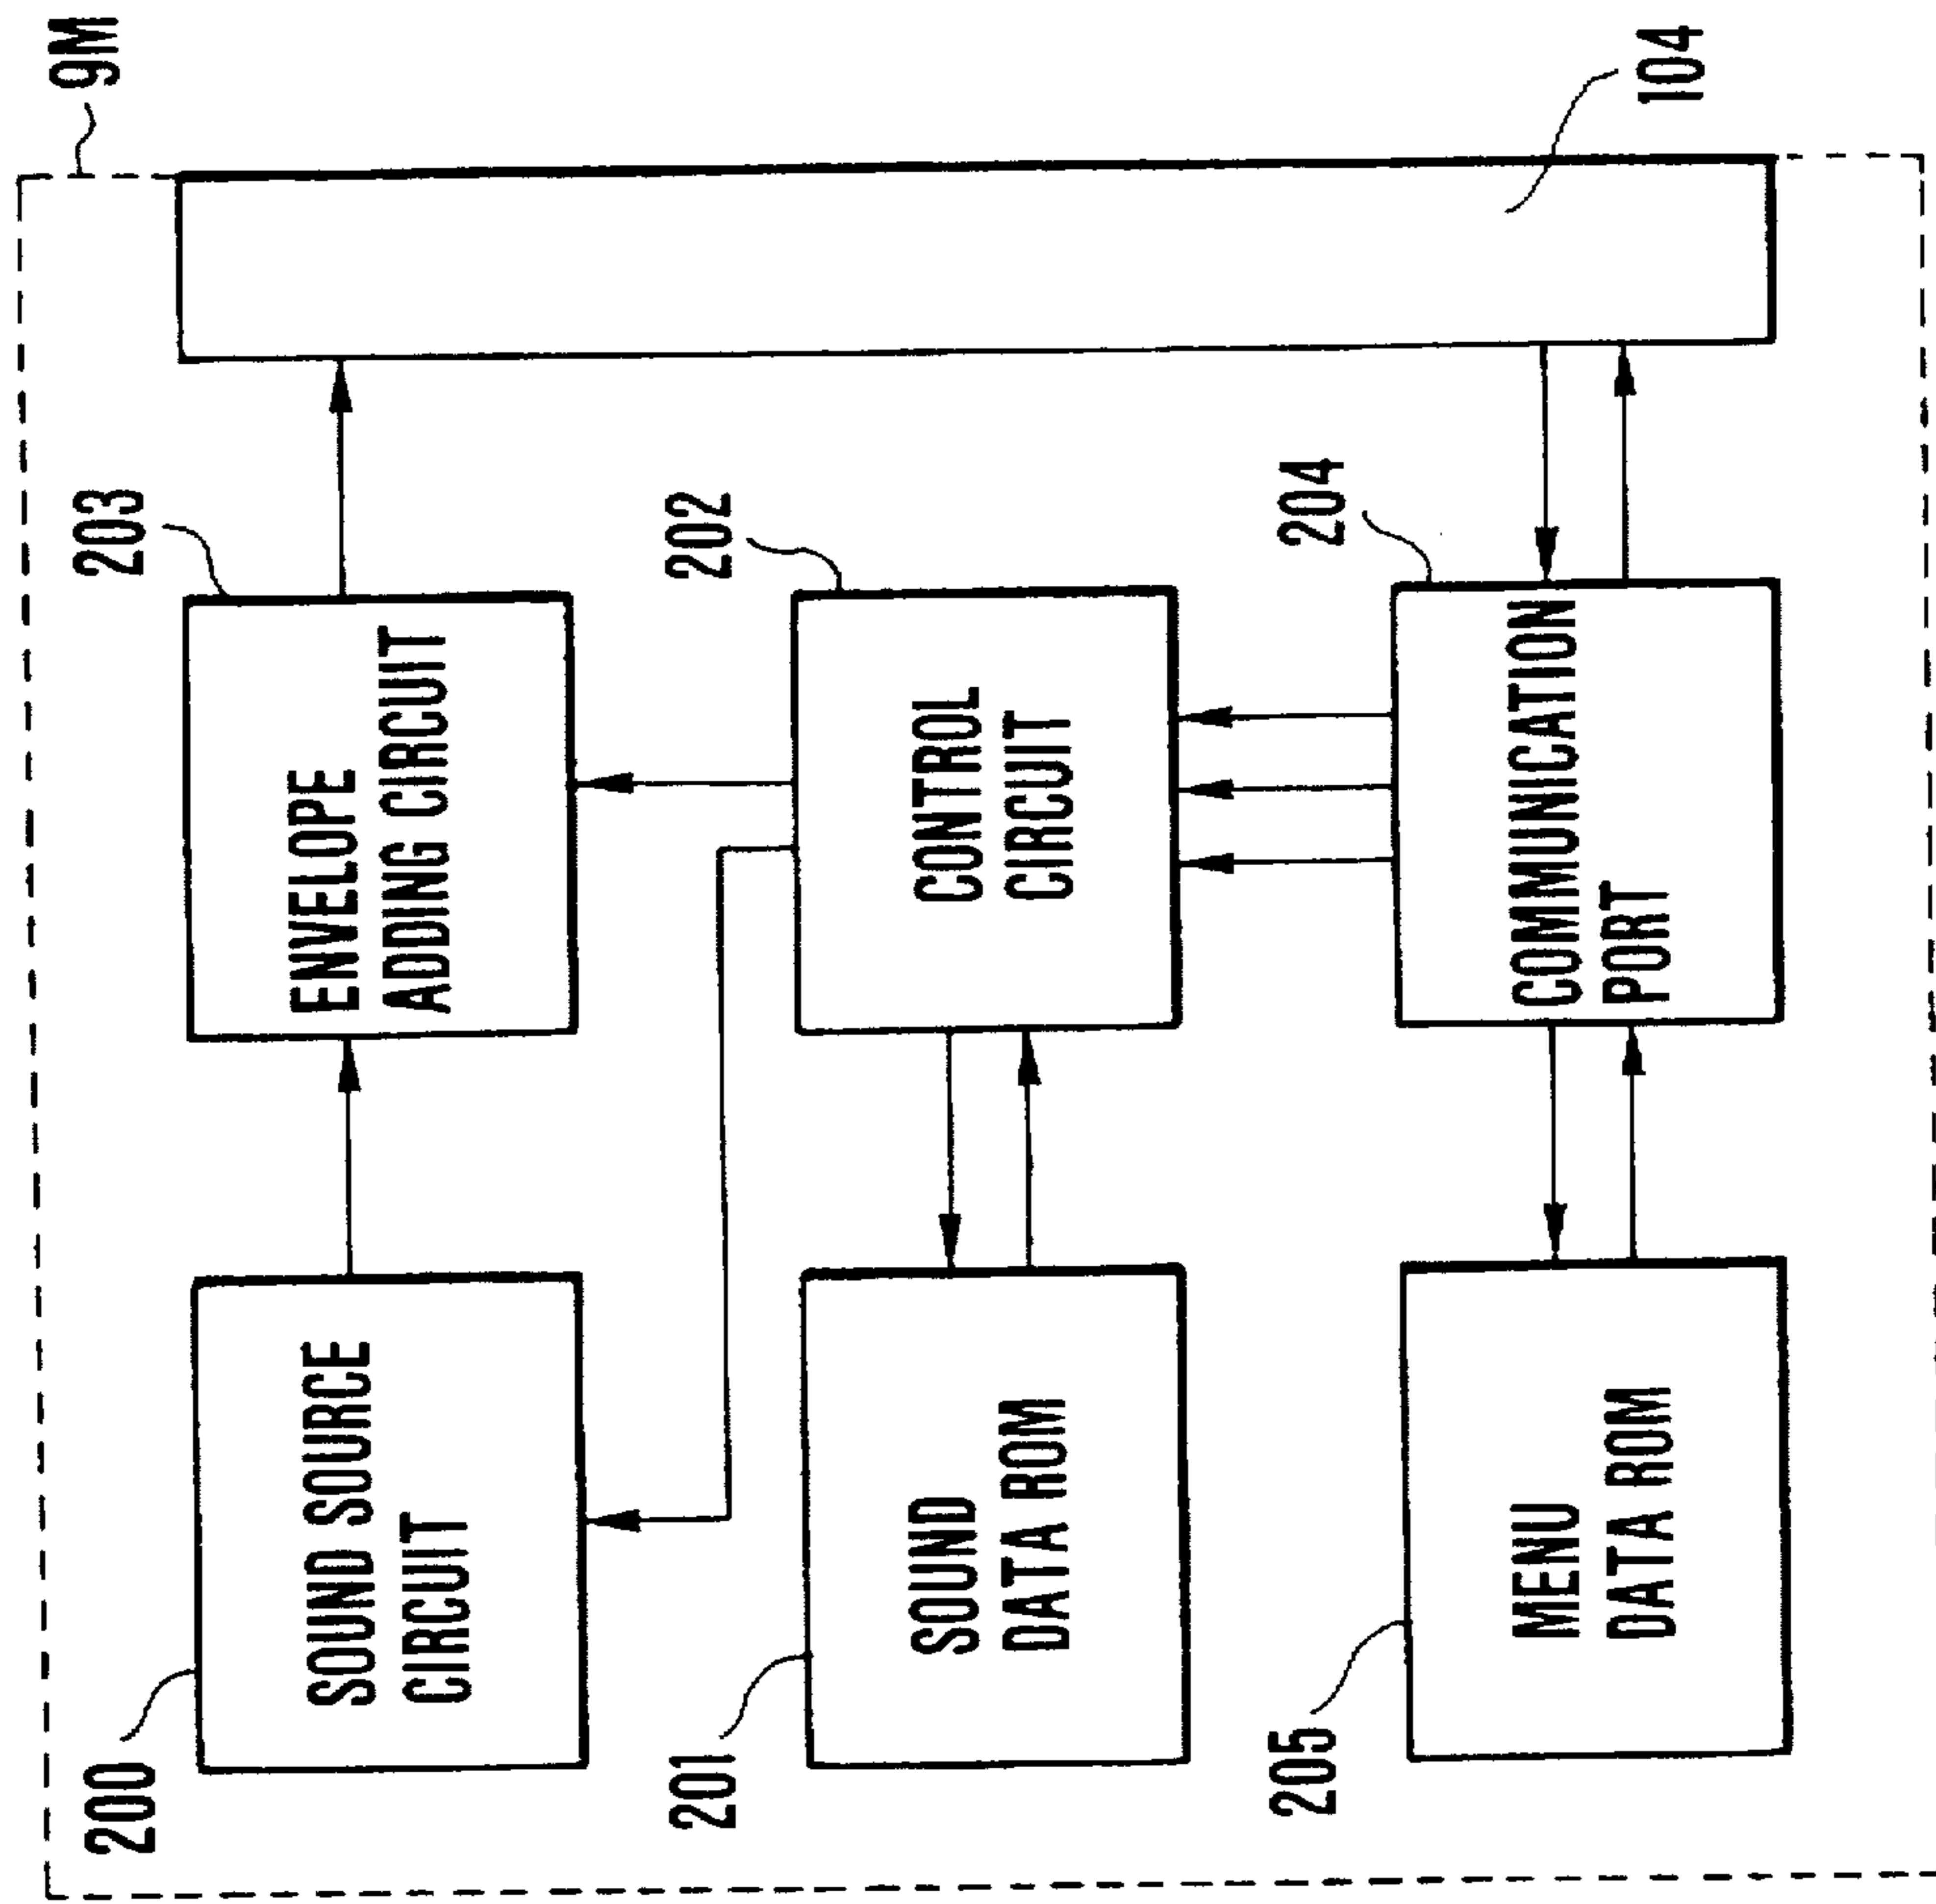 9M
200
SOUND SOURCE
CIRCUIT
203
ENVELOPE
ADDING CIRCUIT
201
SOUND
DATA ROM
202
CONTROL
CIRCUIT
205
MENU
DATA ROM
204
COMMUNICATION
PORT
104